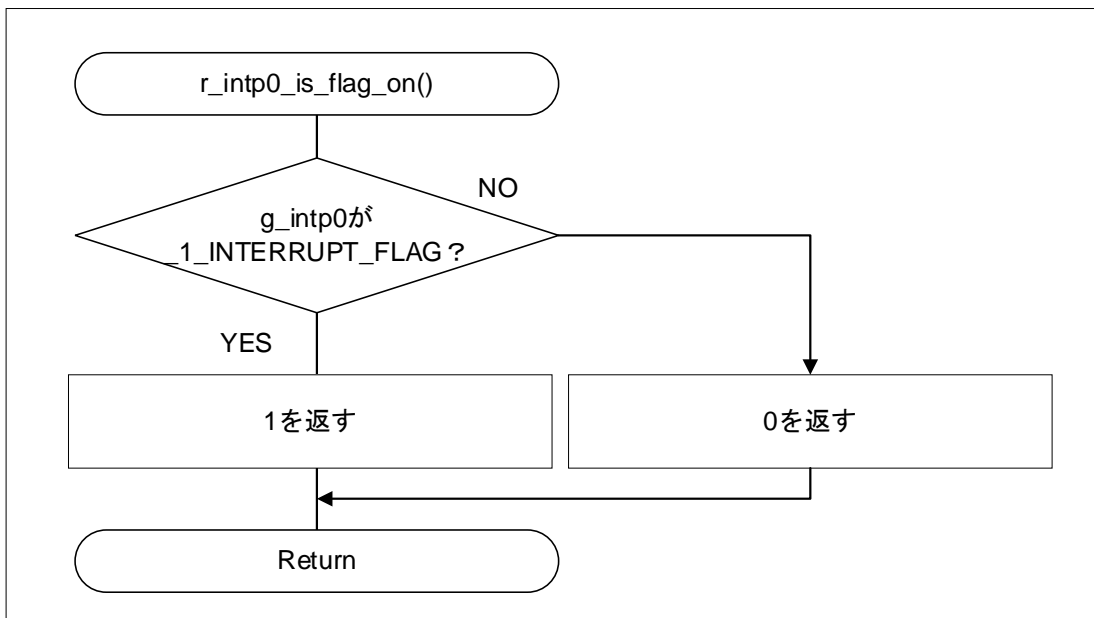 r_intp0_is_flag_on()
NO
g_intp0が
_1_INTERRUPT_FLAG？
YES
1を返す
0を返す
Return